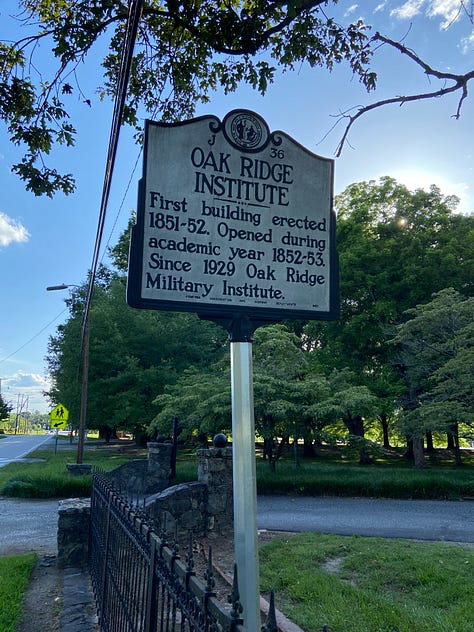 J 36
OAK RIDGE
INSTITUTE
First building erected
1851-52. Opened during
academic year 1852-53.
Since 1929 Oak Ridge
Military Institute.